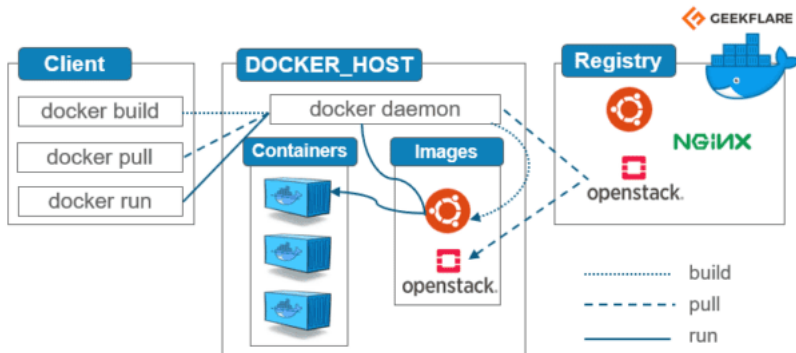 GEEKFLARE
Client
DOCKER_HOST
Registry
docker build
docker daemon
docker pull
docker run
Containers
Images
NGINX
openstack.
openstack.
build
pull
run